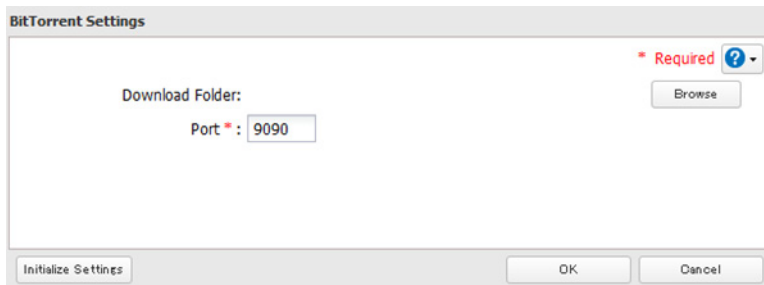 BitTorrent Settings
* Required ?
Download Folder: Browse
Port * : 9090
Initialize Settings OK Cancel